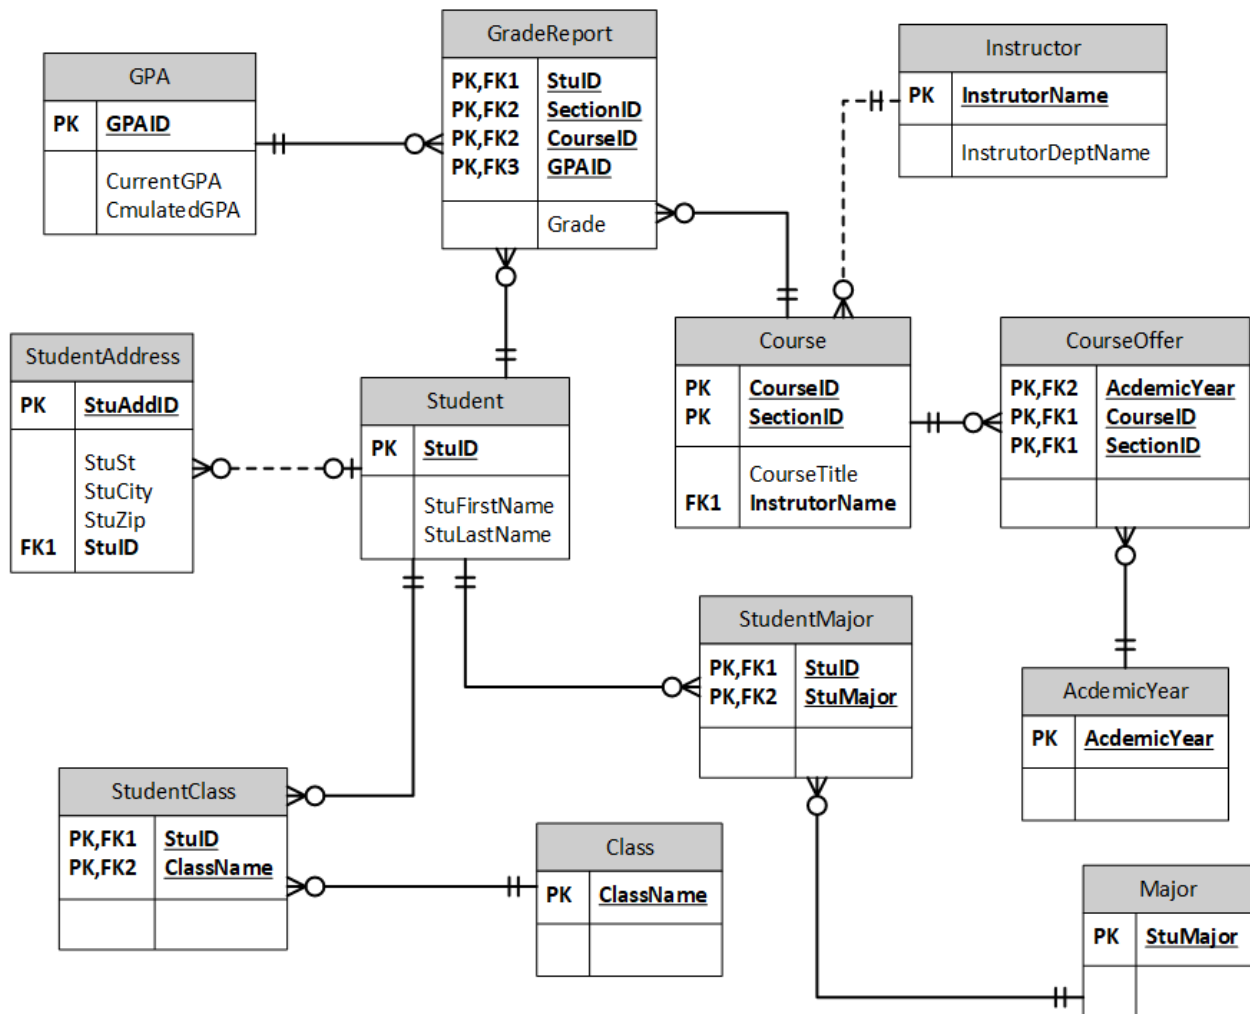 GPA
PK GPAID
CurrentGPA
CmulatedGPA
GradeReport
PK,FK1 StuID
PK,FK2 SectionID
PK,FK2 CourseID
PK,FK3 GPAID
Grade
Instructor
PK InstrutorName
InstrutorDeptName
StudentAddress
PK StuAddID
StuSt
StuCity
StuZip
FK1 StuID
Student
PK StuID
StuFirstName
StuLastName
Course
PK CourseID
PK SectionID
CourseTitle
FK1 InstrutorName
CourseOffer
PK,FK2 AcdemicYear
PK,FK1 CourseID
PK,FK1 SectionID
StudentMajor
PK,FK1 StuID
PK,FK2 StuMajor
AcdemicYear
PK AcdemicYear
StudentClass
PK,FK1 StuID
PK,FK2 ClassName
Class
PK ClassName
Major
PK StuMajor